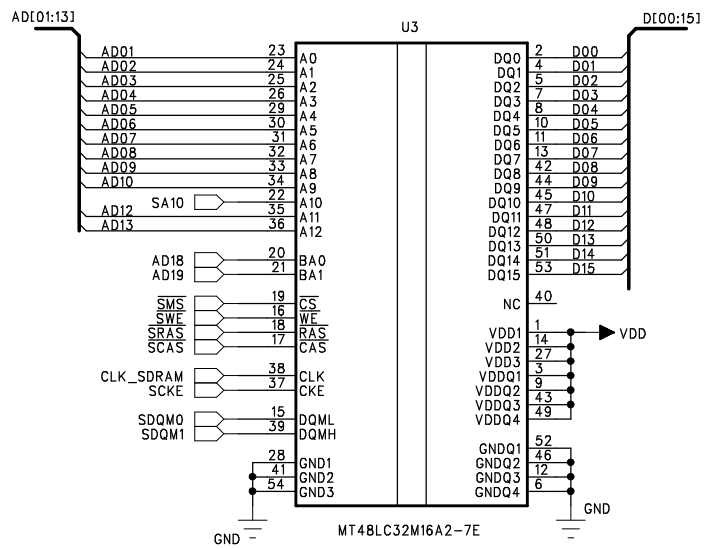 AD[01:13] D[00:15]
U3
AD01 23 A0 DQ0 2 D00
AD02 24 A1 DQ1 4 D01
AD03 25 A2 DQ2 5 D02
AD04 26 A3 DQ3 7 D03
AD05 29 A4 DQ4 8 D04
AD06 30 A5 DQ5 10 D05
AD07 31 A6 DQ6 11 D06
AD08 32 A7 DQ7 13 D07
AD09 33 A8 DQ8 42 D08
AD10 34 A9 DQ9 44 D09
SA10 22 A10 DQ10 45 D10
AD12 35 A11 DQ11 47 D11
AD13 36 A12 DQ12 48 D12
DQ13 50 D13
AD18 20 BA0 DQ14 51 D14
AD19 21 BA1 DQ15 53 D15
SMS 19 CS NC 40
SWE 16 WE
SRAS 18 RAS VDD1 1 VDD
SCAS 17 CAS VDD2 14
VDD3 27
CLK_SDRAM 38 CLK VDDQ1 3
SCKE 37 CKE VDDQ2 9
VDDQ3 43
SDQM0 15 DQML VDDQ4 49
SDQM1 39 DQMH
GNDQ1 52
28 GND1 GNDQ2 46
41 GND2 GNDQ3 12
54 GND3 GNDQ4 6
GND
GND MT48LC32M16A2-7E